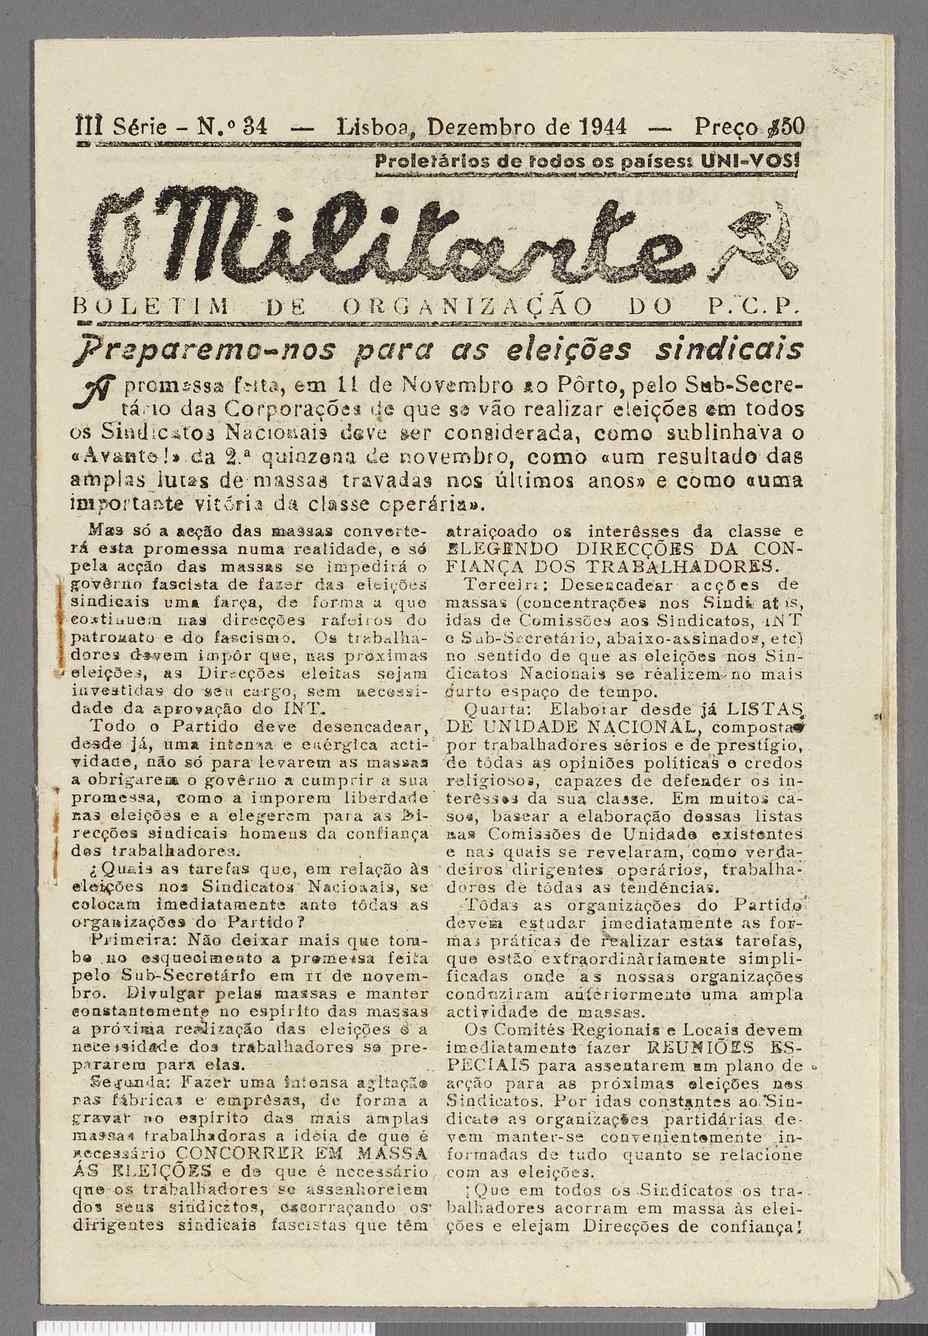 III Série - N.º 34 — Lisboa, Dezembro de 1944 — Preço $50
Proletários de todos os países: UNI-VOS!
O Militante
BOLETIM DE ORGANIZAÇÃO DO P.C.P.
Preparemo-nos para as eleições sindicais
A promessa feita, em 11 de Novembro no Pôrto, pelo Sub-Secre-
tário das Corporações de que se vão realizar eleições em todos
os Sindicatos Nacionais deve ser considerada, como sublinhava o
«Avante!» da 2.ª quinzena de novembro, como «um resultado das
amplas lutas de massas travadas nos últimos anos» e como «uma
importante vitória da classe operária».
Mas só a acção das massas converte-
rá esta promessa numa realidade, e só
pela acção das massas se impedirá o
govêrno fascista de fazer das eleições
sindicais uma farça, de forma a que
continuem nas direcções rafeiros do
patronato e do fascismo. Os trabalha-
dores devem impôr que, nas próximas
eleições, as Direcções eleitas sejam
investidas do seu cargo, sem necessi-
dade da aprovação do INT.
Todo o Partido deve desencadear,
desde já, uma intensa e enérgica acti-
vidade, não só para levarem as massas
a obrigarem o govêrno a cumprir a sua
promessa, como a imporem liberdade
nas eleições e a elegerem para as Di-
recções sindicais homens da confiança
dos trabalhadores.
¿Quais as tarefas que, em relação às
eleições nos Sindicatos Nacionais, se
colocam imediatamente ante tôdas as
organizações do Partido?
Primeira: Não deixar mais que tom-
be no esquecimento a promessa feita
pelo Sub-Secretário em 11 de novem-
bro. Divulgar pelas massas e manter
constantemente no espírito das massas
a próxima realização das eleições e a
necessidade dos trabalhadores se pre-
pararem para elas.
Segunda: Fazer uma intensa agitação
nas fábricas e emprêsas, de forma a
gravar no espírito das mais amplas
massas trabalhadoras a idéia de que é
necessário CONCORRER EM MASSA
ÀS ELEIÇÕES e de que é necessário
que os trabalhadores se assenhoreiem
dos seus sindicatos, escorraçando os
dirigentes sindicais fascistas que têm
atraiçoado os interêsses da classe e
ELEGENDO DIRECÇÕES DA CON-
FIANÇA DOS TRABALHADORES.
Terceira: Desencadear acções de
massas (concentrações nos Sindicatos,
idas de Comissões aos Sindicatos, INT
e Sub-Secretário, abaixo-assinados, etc)
no sentido de que as eleições nos Sin-
dicatos Nacionais se realizem no mais
curto espaço de tempo.
Quarta: Elaborar desde já LISTAS
DE UNIDADE NACIONAL, compostas
por trabalhadores sérios e de prestígio,
de tôdas as opiniões políticas e credos
religiosos, capazes de defender os in-
terêsses da sua classe. Em muitos ca-
sos, basear a elaboração dessas listas
nas Comissões de Unidade existentes
e nas quais se revelaram, como verda-
deiros dirigentes operários, trabalha-
dores de tôdas as tendências.
Tôdas as organizações do Partido
devem estudar imediatamente as for-
mas práticas de realizar estas tarefas,
que estão extraordinàriamente simpli-
ficadas onde as nossas organizações
conduziram anteriormente uma ampla
actividade de massas.
Os Comités Regionais e Locais devem
imediatamente fazer REUNIÕES ES-
PECIAIS para assentarem um plano de
acção para as próximas eleições nos
Sindicatos. Por idas constantes ao Sin-
dicato as organizações partidárias de-
vem manter-se convenientemente in-
formadas de tudo quanto se relacione
com as eleições.
¡Que em todos os Sindicatos os tra-
balhadores acorram em massa às elei-
ções e elejam Direcções de confiança!